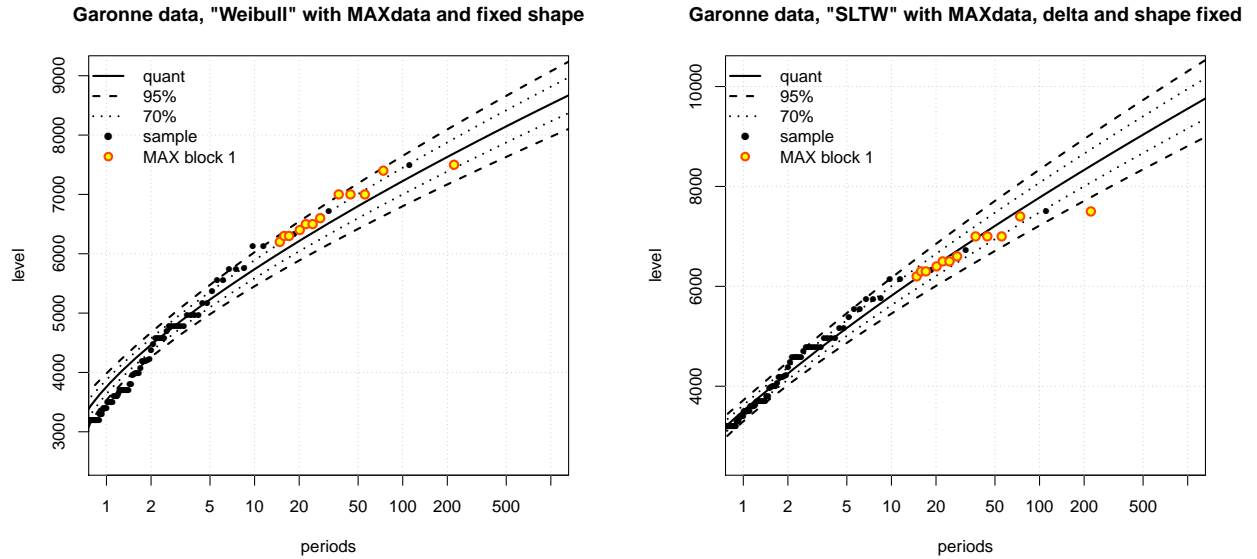 Garonne data, "Weibull" with MAXdata and fixed shape
quant
95%
70%
sample
MAX block 1
level
9000
8000
7000
6000
5000
4000
3000
1 2 5 10 20 50 100 200 500
periods
Garonne data, "SLTW" with MAXdata, delta and shape fixed
quant
95%
70%
sample
MAX block 1
level
10000
8000
6000
4000
1 2 5 10 20 50 100 200 500
periods